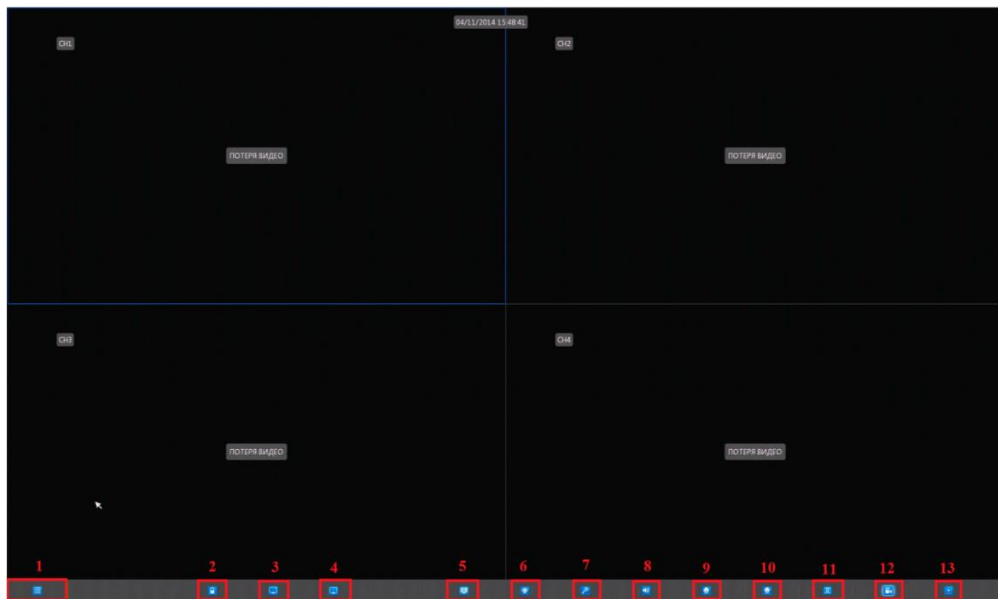 04/11/2014 15:48:41
CH1
CH2
ПОТЕРЯ ВИДЕО
ПОТЕРЯ ВИДЕО
CH3
CH4
ПОТЕРЯ ВИДЕО
ПОТЕРЯ ВИДЕО
1 2 3 4 5 6 7 8 9 10 11 12 13